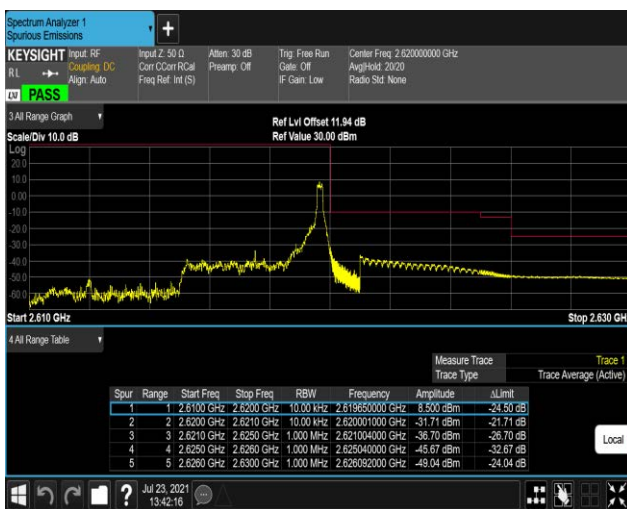 Spectrum Analyzer 1
Spurious Emissions
+
KEYSIGHT Input: RF Input Z: 50 Ω Atten: 30 dB Trig: Free Run Center Freq: 2.620000000 GHz
RL Coupling: DC Corr CCorr RCal Preamp: Off Gate: Off Avg|Hold: 20/20
Align: Auto Freq Ref: Int (S) IF Gain: Low Radio Std: None
LXI PASS
3 All Range Graph
Ref Lvl Offset 11.94 dB
Scale/Div 10.0 dB Ref Value 30.00 dBm
Log
20.0
10.0
0.00
-10.0
-20.0
-30.0
-40.0
-50.0
-60.0
Start 2.610 GHz Stop 2.630 GH
4 All Range Table
Measure Trace Trace 1
Trace Type Trace Average (Active)
Spur Range Start Freq Stop Freq RBW Frequency Amplitude ΔLimit
1 1 2.6100 GHz 2.6200 GHz 10.00 kHz 2.619650000 GHz 8.500 dBm -24.50 dB
2 2 2.6200 GHz 2.6210 GHz 10.00 kHz 2.620001000 GHz -31.71 dBm -21.71 dB
3 3 2.6210 GHz 2.6250 GHz 1.000 MHz 2.621004000 GHz -36.70 dBm -26.70 dB
4 4 2.6250 GHz 2.6260 GHz 1.000 MHz 2.625040000 GHz -45.67 dBm -32.67 dB
5 5 2.6260 GHz 2.6300 GHz 1.000 MHz 2.626092000 GHz -49.04 dBm -24.04 dB
Local
?
Jul 23, 2021
13:42:16